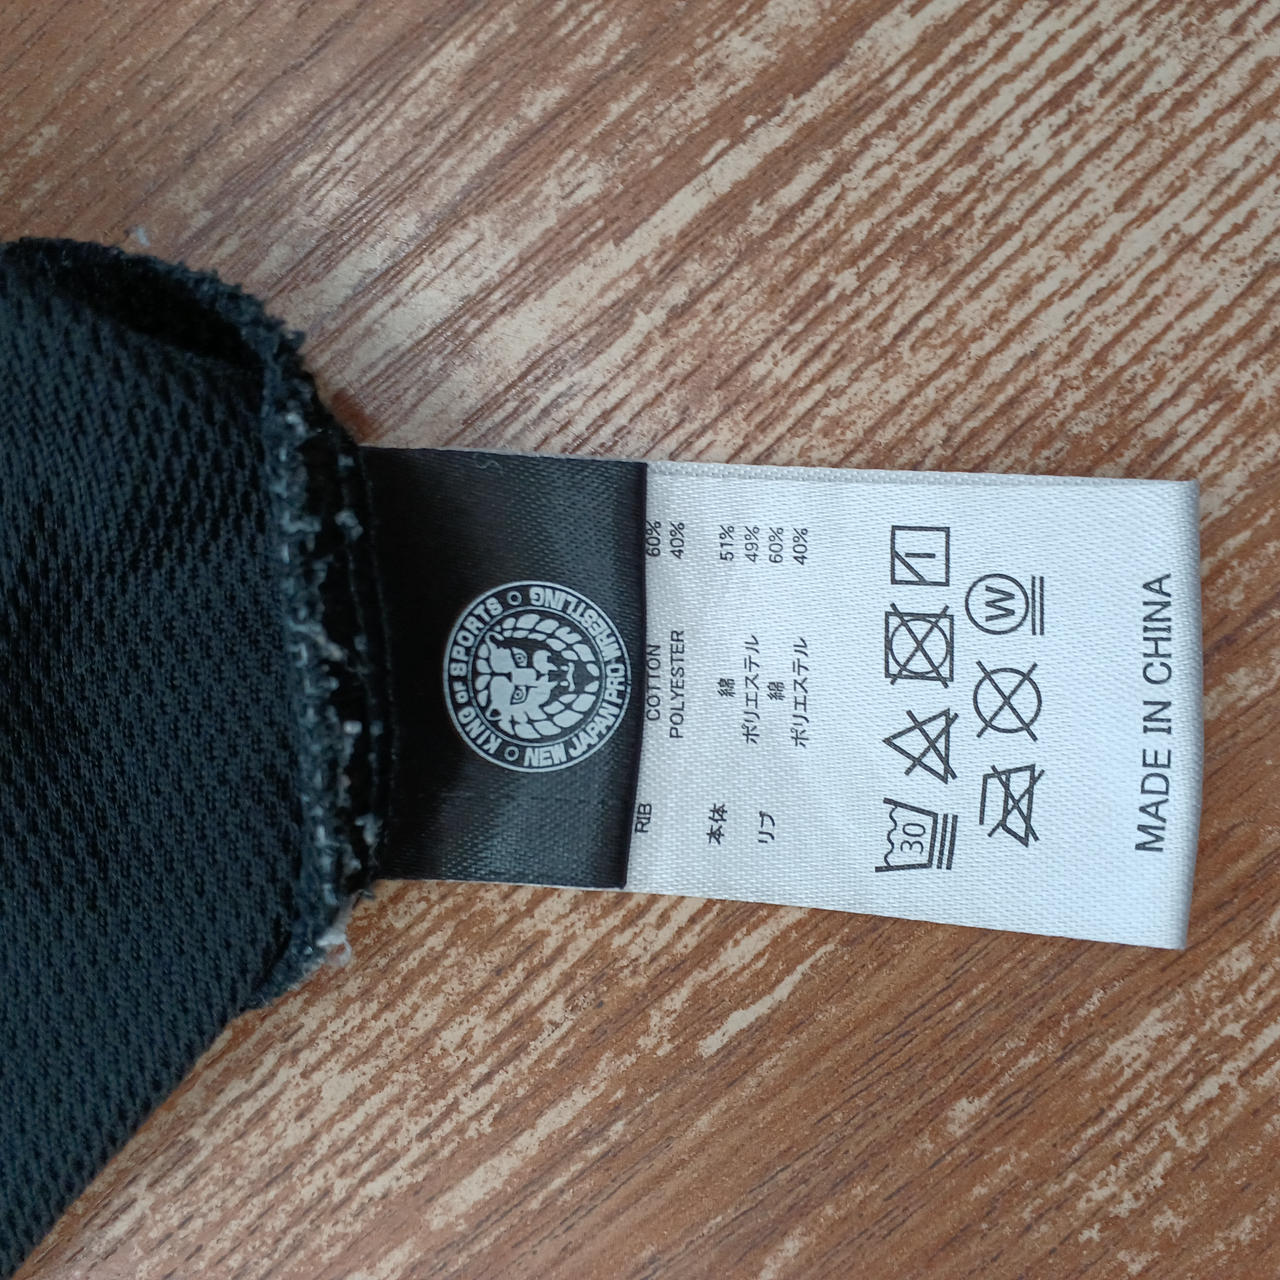 KING OF SPORTS
NEW JAPAN PRO-WRESTLING
RIB COTTON 60%
POLYESTER 40%
本体 綿 51%
ポリエステル 49%
リブ 綿 60%
ポリエステル 40%
30
W
MADE IN CHINA